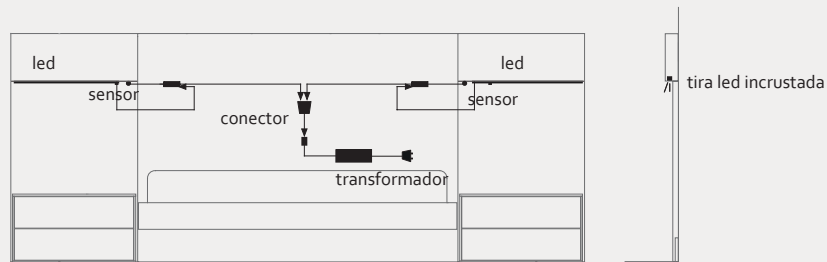 led
led
sensor
sensor
conector
transformador
tira led incrustada